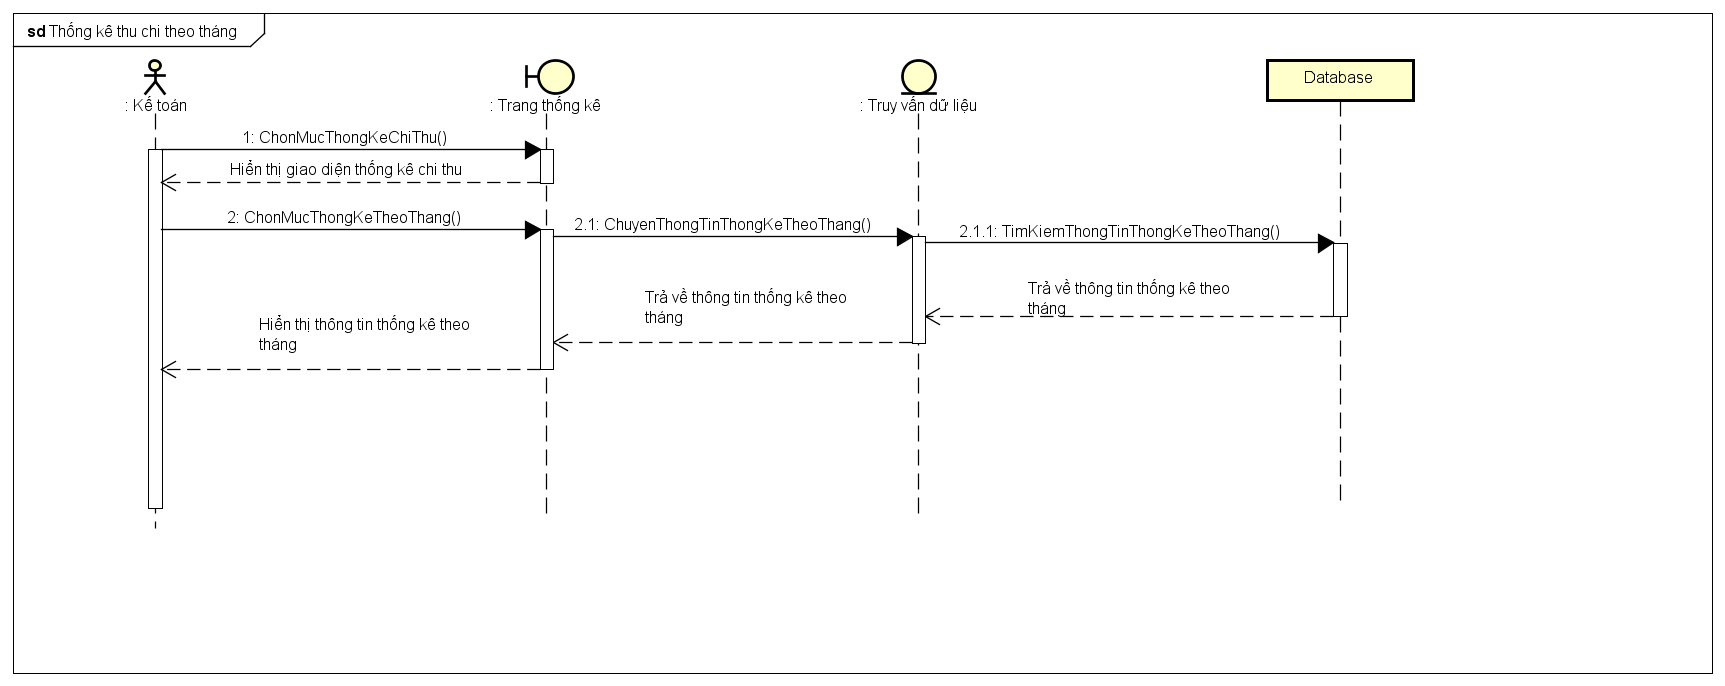 sd Thống kê thu chi theo tháng
: Kế toán
: Trang thống kê
: Truy vấn dữ liệu
Database
1: ChonMucThongKeChiThu()
Hiển thị giao diện thống kê chi thu
2: ChonMucThongKeTheoThang()
2.1: ChuyenThongTinThongKeTheoThang()
2.1.1: TimKiemThongTinThongKeTheoThang()
Trả về thông tin thống kê theo
tháng
Trả về thông tin thống kê theo
tháng
Hiển thị thông tin thống kê theo
tháng